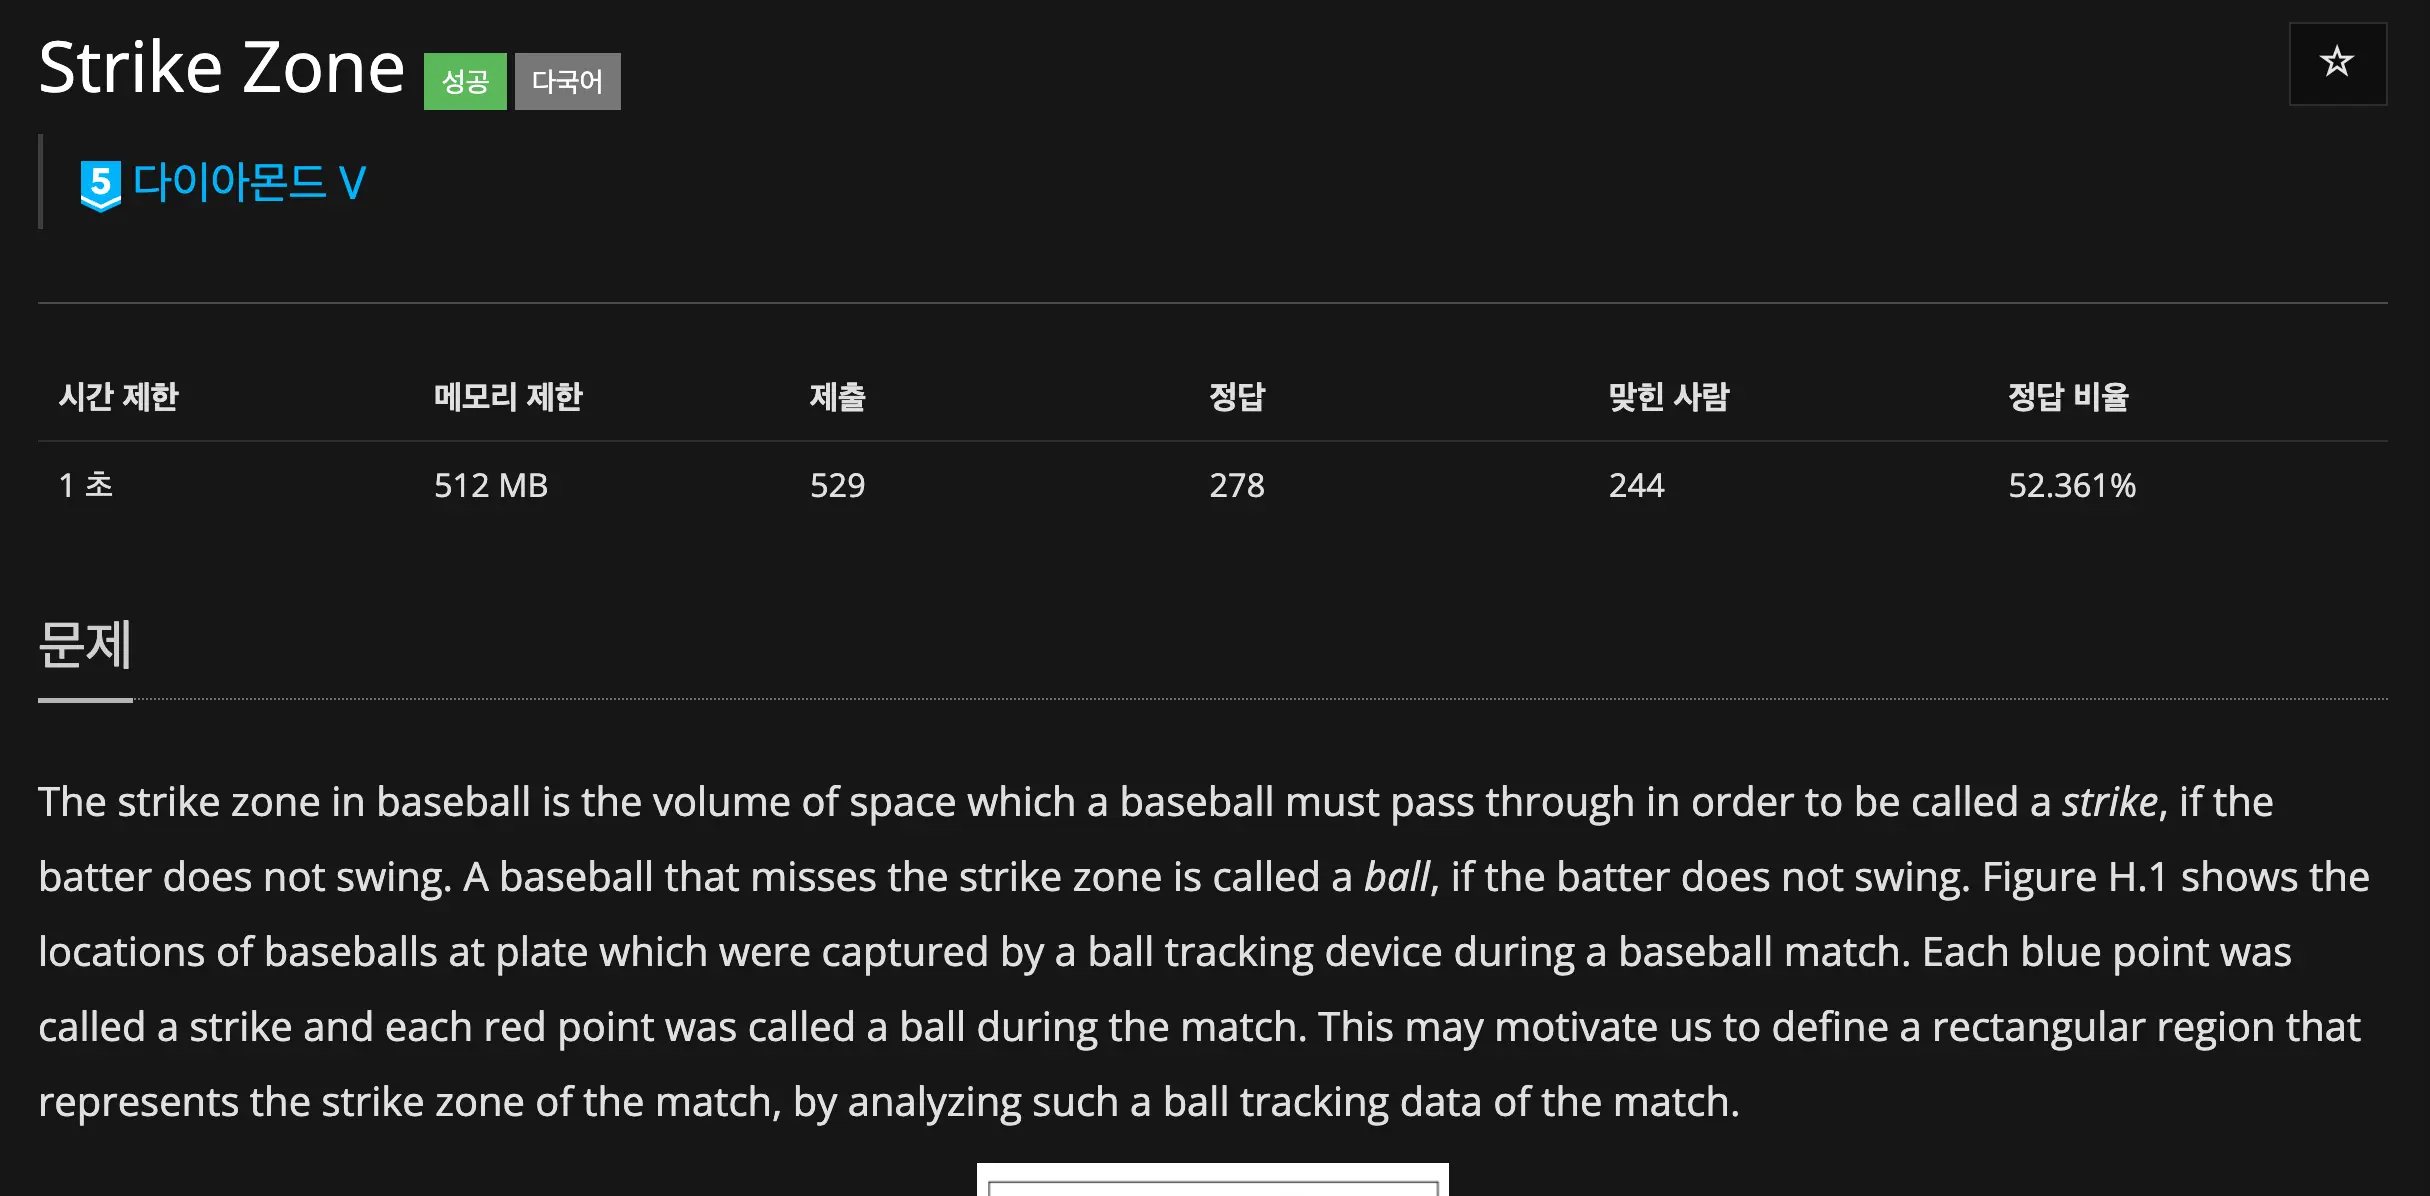 Strike Zone 성공 다국어
5 다이아몬드 V
시간 제한 메모리 제한 제출 정답 맞힌 사람 정답 비율
1 초 512 MB 529 278 244 52.361%
문제
The strike zone in baseball is the volume of space which a baseball must pass through in order to be called a strike, if the
batter does not swing. A baseball that misses the strike zone is called a ball, if the batter does not swing. Figure H.1 shows the
locations of baseballs at plate which were captured by a ball tracking device during a baseball match. Each blue point was
called a strike and each red point was called a ball during the match. This may motivate us to define a rectangular region that
represents the strike zone of the match, by analyzing such a ball tracking data of the match.